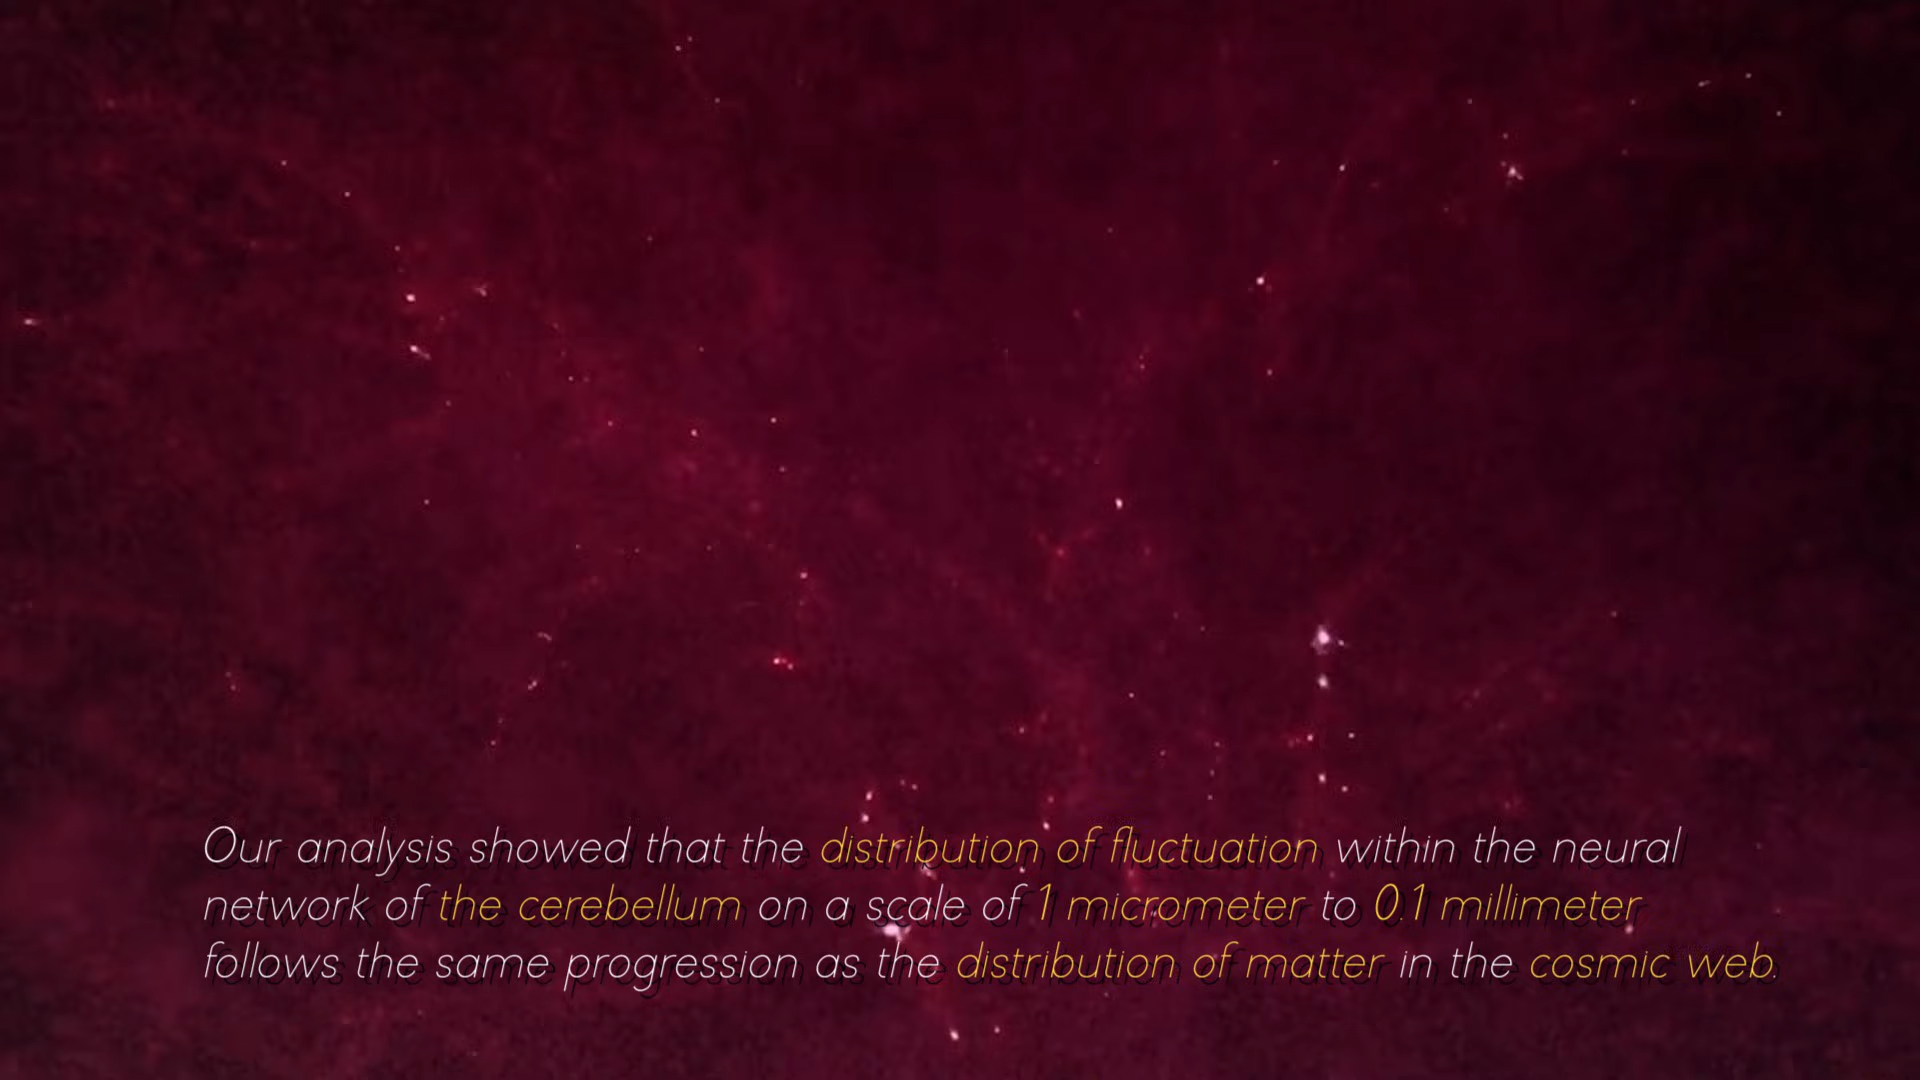 Our analysis showed that the distribution of fluctuation within the neural
network of the cerebellum on a scale of 1 micrometer to 0.1 millimeter
follows the same progression as the distribution of matter in the cosmic web.